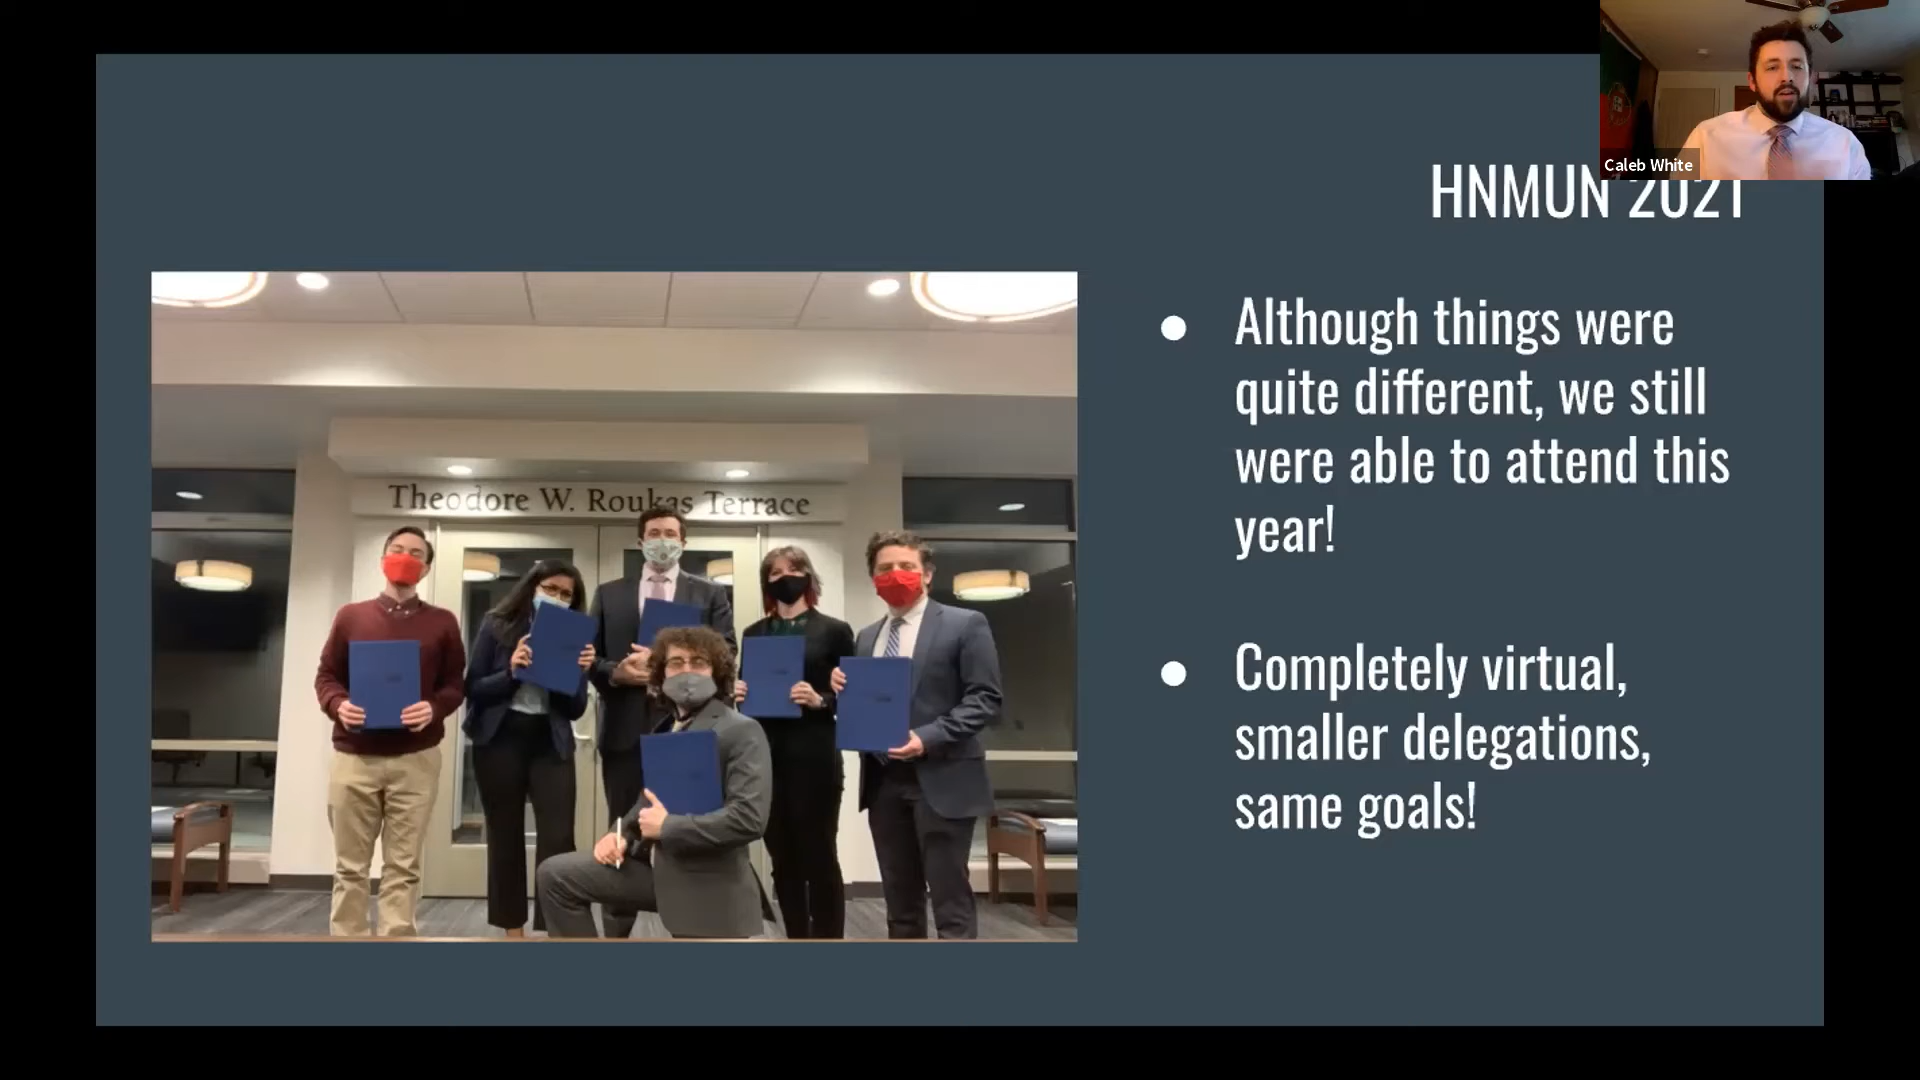 Caleb White
HNMUN 2021
Theodore W. Roukas Terrace
● Although things were
quite different, we still
were able to attend this
year!
● Completely virtual,
smaller delegations,
same goals!